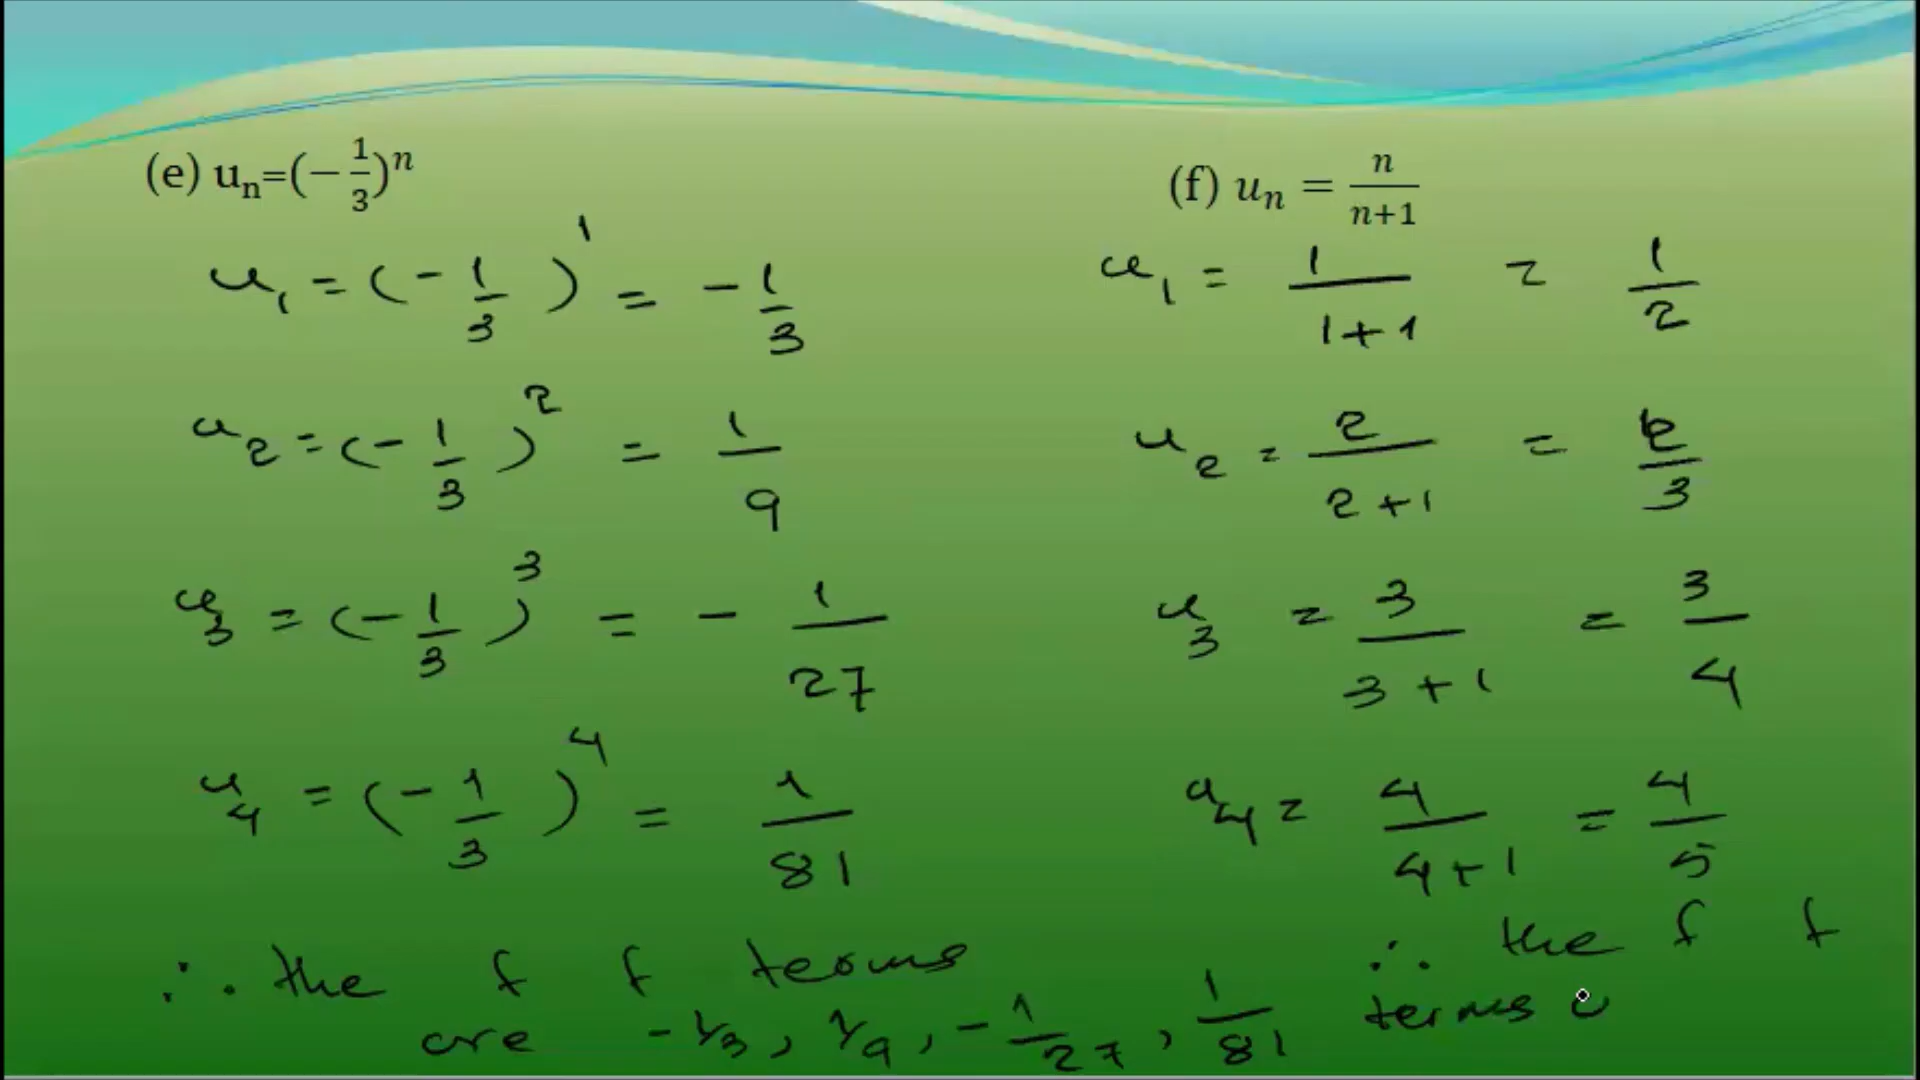 (e) uₙ=(−1/3)ⁿ
u₁ = (-1/3)¹ = -1/3
u₂ = (-1/3)² = 1/9
u₃ = (-1/3)³ = - 1/27
u₄ = (-1/3)⁴ = 1/81
∴ the f f terms
are -1/3, 1/9, -1/27, 1/81
(f) uₙ = n/(n+1)
u₁ = 1/(1+1) = 1/2
u₂ = 2/(2+1) = 2/3
u₃ = 3/(3+1) = 3/4
u₄ = 4/(4+1) = 4/5
∴ the f f
terms